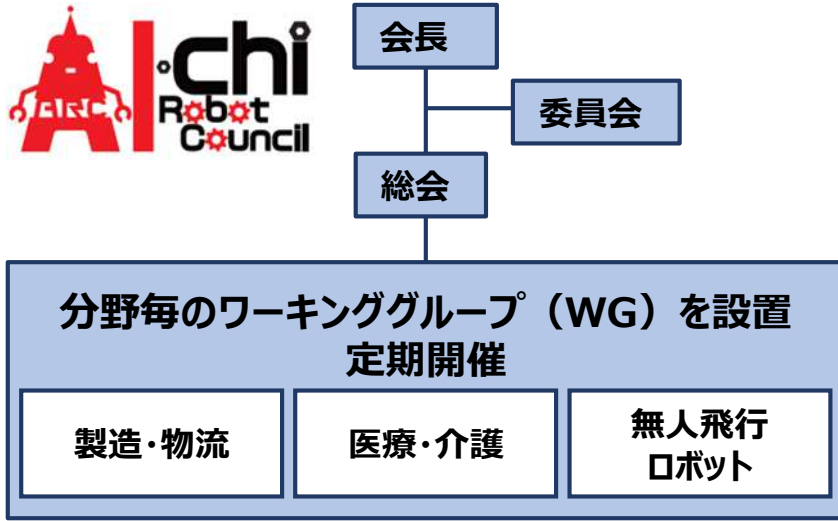 ARC
AI·chi
Robot
Council
会長
委員会
総会
分野毎のワーキンググループ（WG）を設置
定期開催
製造･物流
医療･介護
無人飛行
ロボット